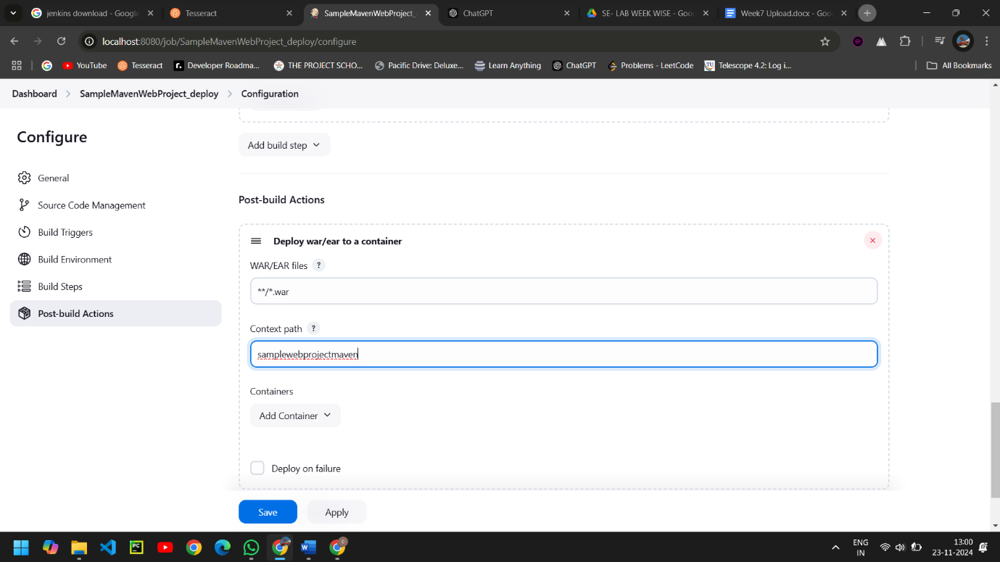 jenkins download - Google
Tesseract
SampleMavenWebProject_
ChatGPT
SE- LAB WEEK WISE - Goo
Week7 Upload.docx - Goo
localhost:8080/job/SampleMavenWebProject_deploy/configure
YouTube
Tesseract
Developer Roadma...
THE PROJECT SCHO...
Pacific Drive: Deluxe...
Learn Anything
ChatGPT
Problems - LeetCode
Telescope 4.2: Log i...
All Bookmarks
Dashboard
SampleMavenWebProject_deploy
Configuration
Configure
General
Source Code Management
Build Triggers
Build Environment
Build Steps
Post-build Actions
Add build step
Post-build Actions
Deploy war/ear to a container
WAR/EAR files ?
**/*.war
Context path ?
samplewebprojectmaven
Containers
Add Container
Deploy on failure
Save
Apply
ENG
IN
13:00
23-11-2024